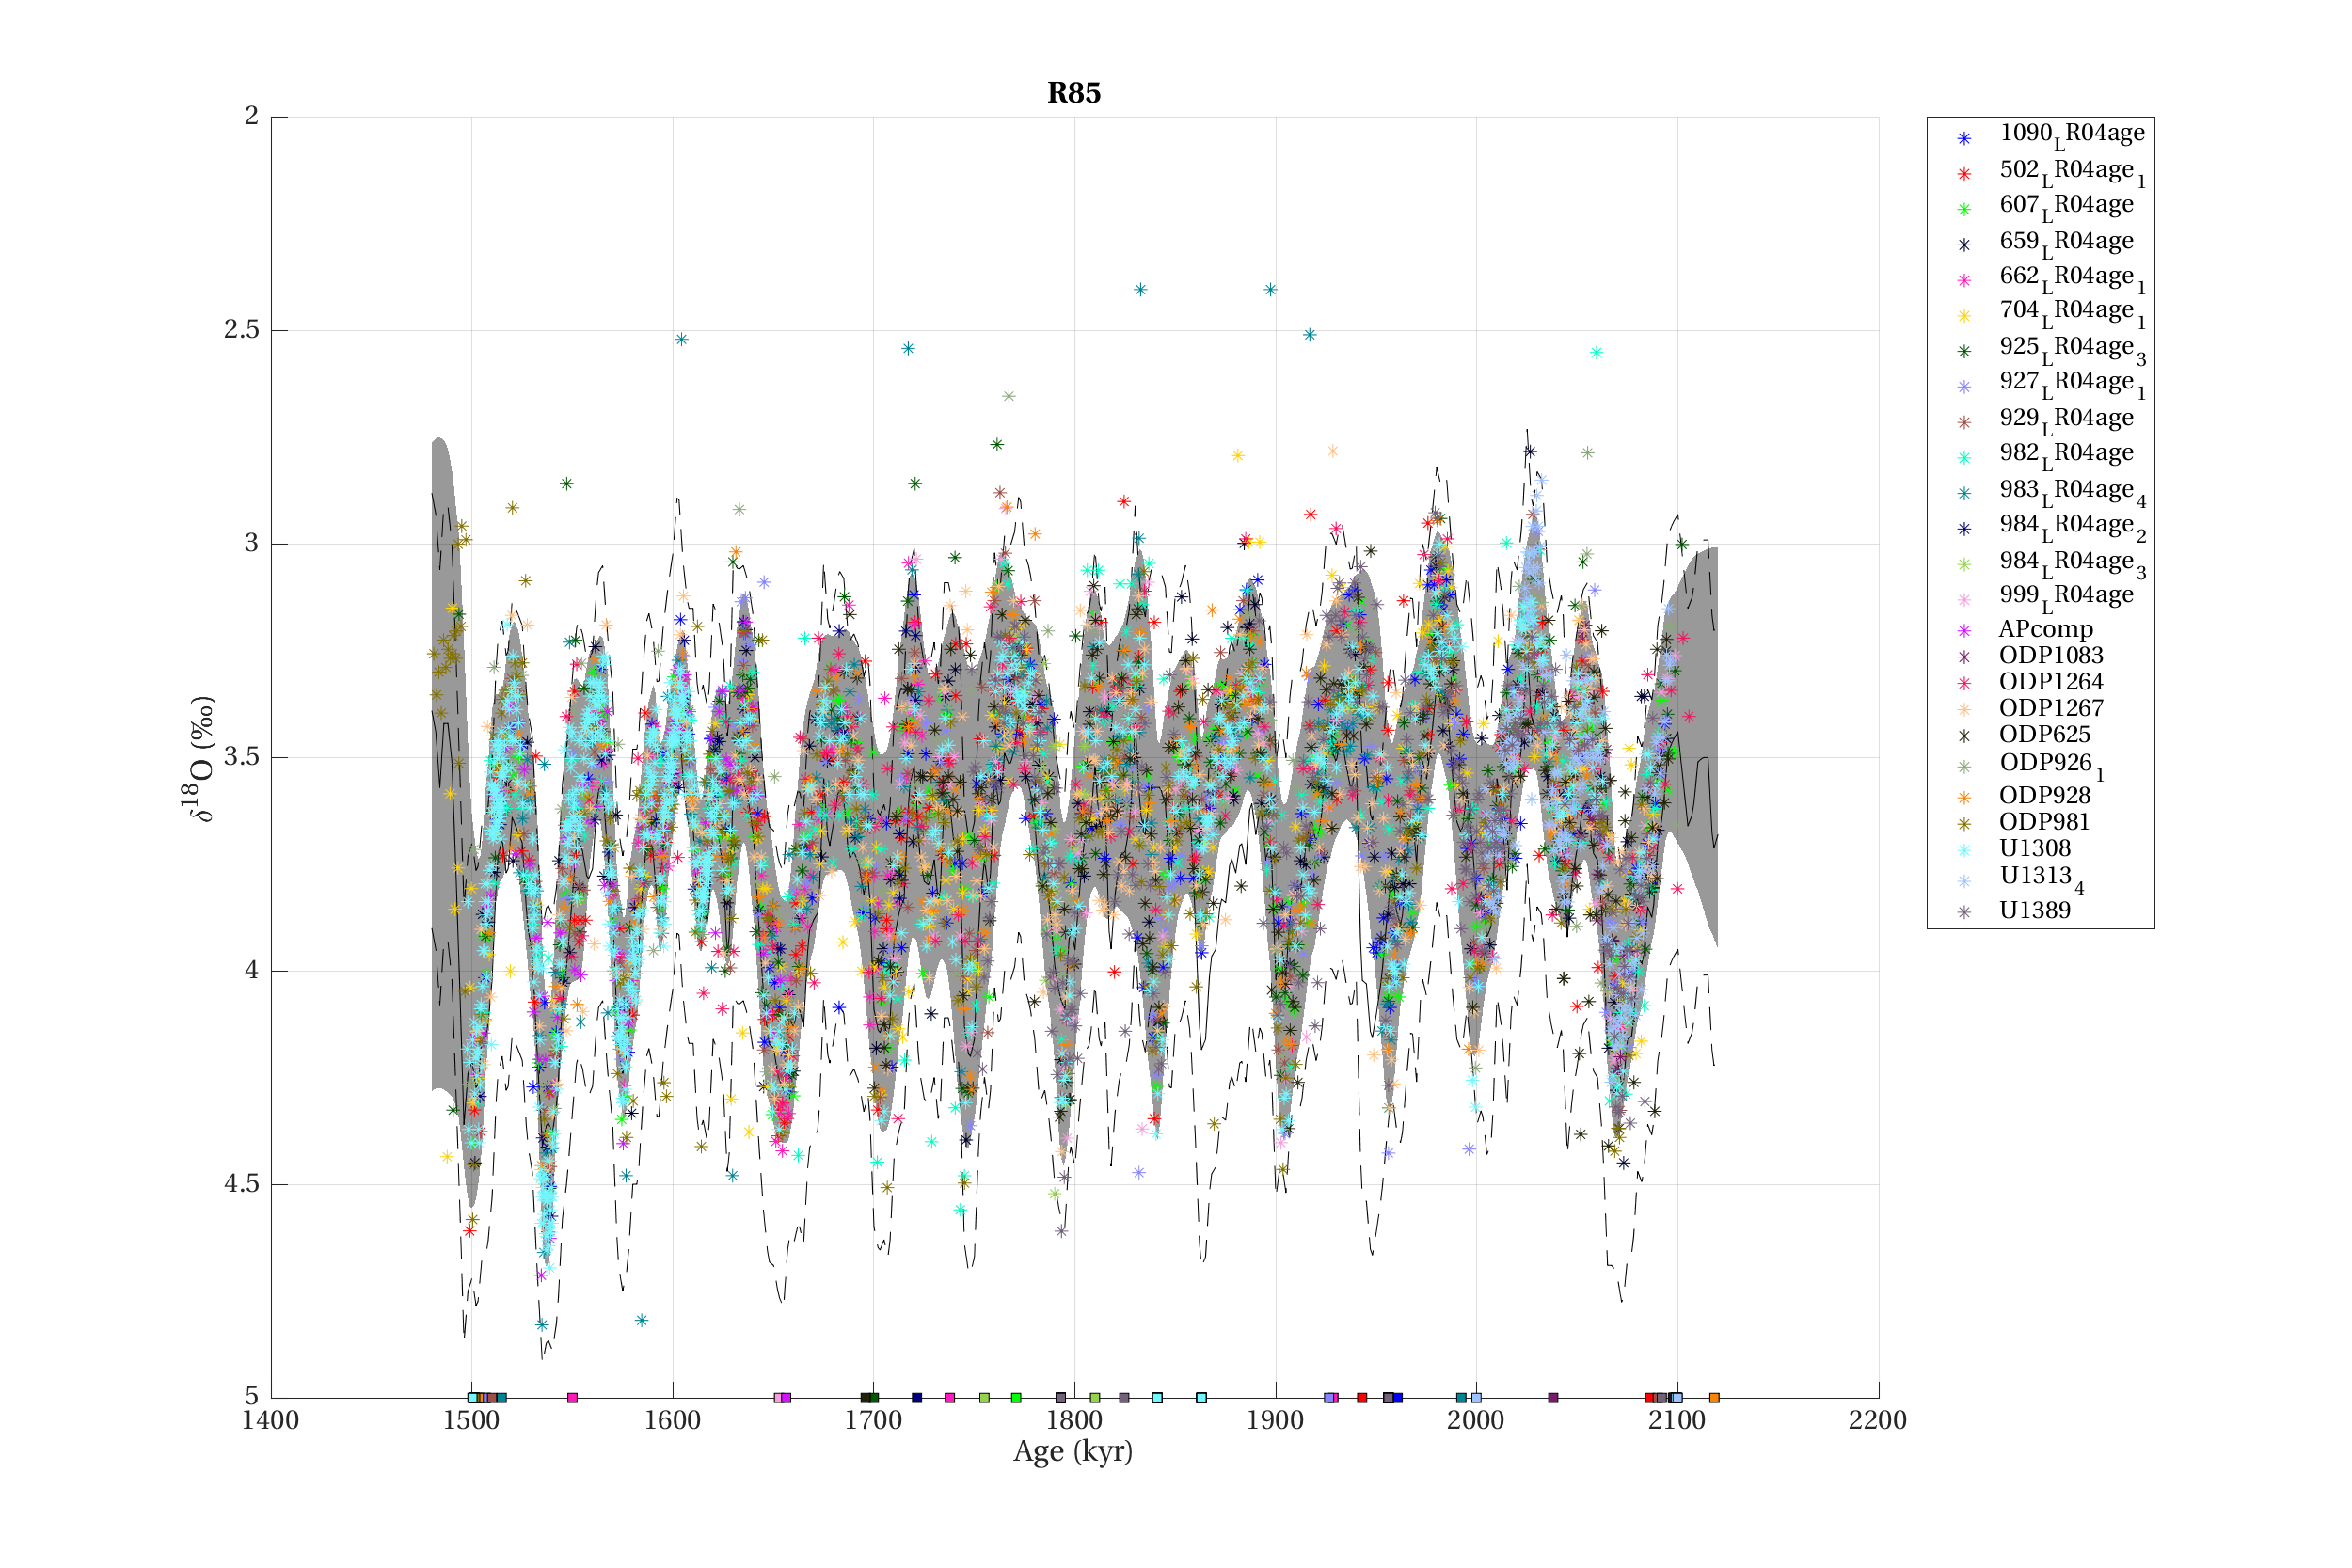 R85
2
2.5
3
3.5
4
4.5
5
δ18O (‰)
1400 1500 1600 1700 1800 1900 2000 2100 2200
Age (kyr)
1090LR04age
502LR04age1
607LR04age
659LR04age
662LR04age1
704LR04age1
925LR04age3
927LR04age1
929LR04age
982LR04age
983LR04age4
984LR04age2
984LR04age3
999LR04age
APcomp
ODP1083
ODP1264
ODP1267
ODP625
ODP9261
ODP928
ODP981
U1308
U13134
U1389